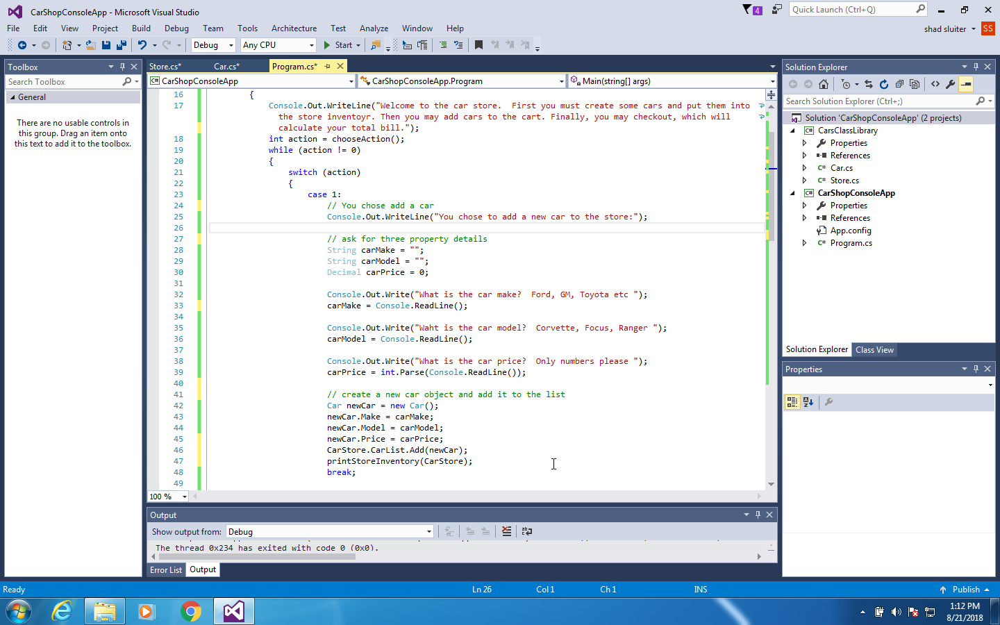 CarShopConsoleApp - Microsoft Visual Studio
4
Quick Launch (Ctrl+Q)
File Edit View Project Build Debug Team Tools Architecture Test Analyze Window Help
shad sluiter SS
Debug Any CPU Start
Toolbox
Search Toolbox
General
There are no usable controls in
this group. Drag an item onto
this text to add it to the toolbox.
Store.cs* Car.cs* Program.cs*
C# CarShopConsoleApp CarShopConsoleApp.Program Main(string[] args)
16 {
17 Console.Out.WriteLine("Welcome to the car store.  First you must create some cars and put them into
the store inventoyr. Then you may add cars to the cart. Finally, you may checkout, which will
calculate your total bill.");
18 int action = chooseAction();
19 while (action != 0)
20 {
21 switch (action)
22 {
23 case 1:
24 // You chose add a car
25 Console.Out.WriteLine("You chose to add a new car to the store:");
26
27 // ask for three property details
28 String carMake = "";
29 String carModel = "";
30 Decimal carPrice = 0;
31
32 Console.Out.Write("What is the car make?  Ford, GM, Toyota etc ");
33 carMake = Console.ReadLine();
34
35 Console.Out.Write("Waht is the car model?  Corvette, Focus, Ranger ");
36 carModel = Console.ReadLine();
37
38 Console.Out.Write("What is the car price?  Only numbers please ");
39 carPrice = int.Parse(Console.ReadLine());
40
41 // create a new car object and add it to the list
42 Car newCar = new Car();
43 newCar.Make = carMake;
44 newCar.Model = carModel;
45 newCar.Price = carPrice;
46 CarStore.CarList.Add(newCar);
47 printStoreInventory(CarStore);
48 break;
49
100 %
Output
Show output from: Debug
The thread 0x234 has exited with code 0 (0x0).
Error List Output
Solution Explorer
Search Solution Explorer (Ctrl+;)
Solution 'CarShopConsoleApp' (2 projects)
C# CarsClassLibrary
Properties
References
C# Car.cs
C# Store.cs
C# CarShopConsoleApp
Properties
References
App.config
C# Program.cs
Solution Explorer Class View
Properties
Ready Ln 26 Col 1 Ch 1 INS Publish
1:12 PM
8/21/2018